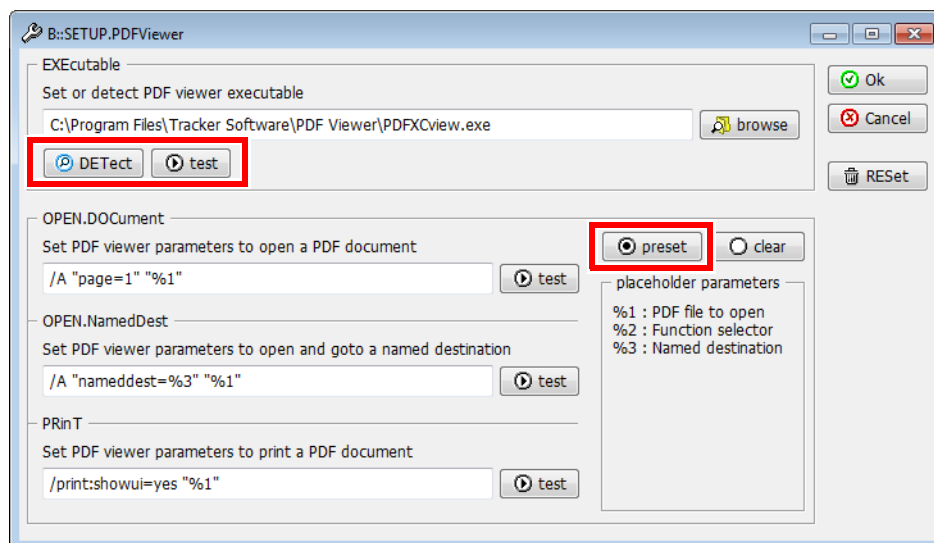 B::SETUP.PDFViewer
EXEcutable
Set or detect PDF viewer executable
C:\Program Files\Tracker Software\PDF Viewer\PDFXCview.exe
browse
DETect
test
Ok
Cancel
RESet
OPEN.DOCument
Set PDF viewer parameters to open a PDF document
/A "page=1" "%1"
test
preset
clear
placeholder parameters
%1 : PDF file to open
%2 : Function selector
%3 : Named destination
OPEN.NamedDest
Set PDF viewer parameters to open and goto a named destination
/A "nameddest=%3" "%1"
test
PRinT
Set PDF viewer parameters to print a PDF document
/print:showui=yes "%1"
test